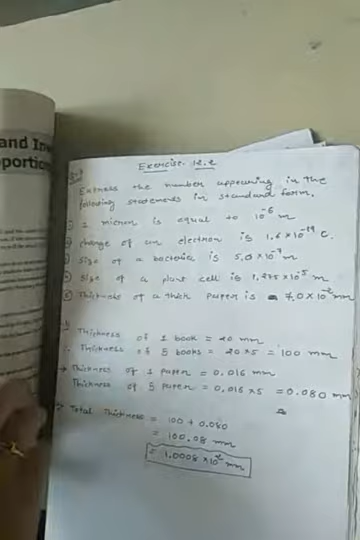 and Inv
oportio
Exercise. 12.2
Express the number appearing in the
following statements in standard form.
1 micron is equal to 10⁻⁶ m
charge of an electron is 1.6×10⁻¹⁹ C.
Size of a bacteria is 5.0×10⁻⁷ m
Size of a plant cell is 1.275×10⁻⁵ m
Thickness of a thick paper is 7.0×10⁻² mm
Thickness of 1 book = 20 mm
∴ Thickness of 5 books = 20×5 = 100 mm
→ Thickness of 1 paper = 0.016 mm
Thickness of 5 paper = 0.016×5 = 0.080 mm
Total Thickness = 100 + 0.080
= 100.08 mm
= 1.0008 × 10² mm